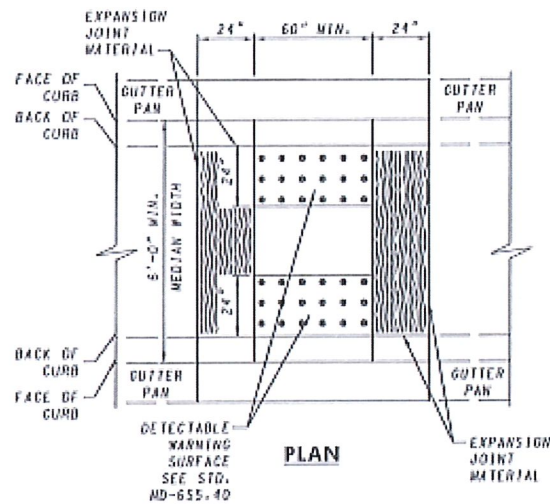 EXPANSION
JOINT
MATERIAL
24"
60" MIN.
24"
FACE OF
CURB
GUTTER
PAN
GUTTER
PAN
BACK OF
CURB
6'-0" MIN.
MEDIAN WIDTH
24"
24"
BACK OF
CURB
FACE OF
CURB
GUTTER
PAN
GUTTER
PAN
DETECTABLE
WARNING
SURFACE
SEE STD.
MD-655.40
PLAN
EXPANSION
JOINT
MATERIAL